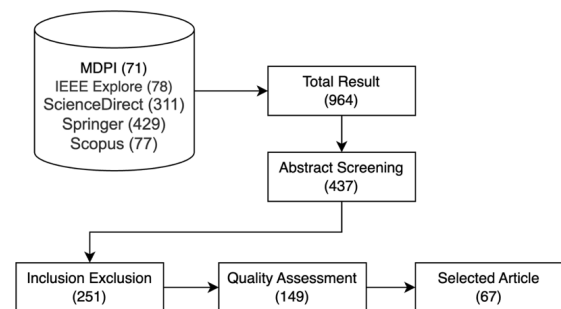 MDPI (71)
IEEE Explore (78)
ScienceDirect (311)
Springer (429)
Scopus (77)
Total Result
(964)
Abstract Screening
(437)
Inclusion Exclusion
(251)
Quality Assessment
(149)
Selected Article
(67)